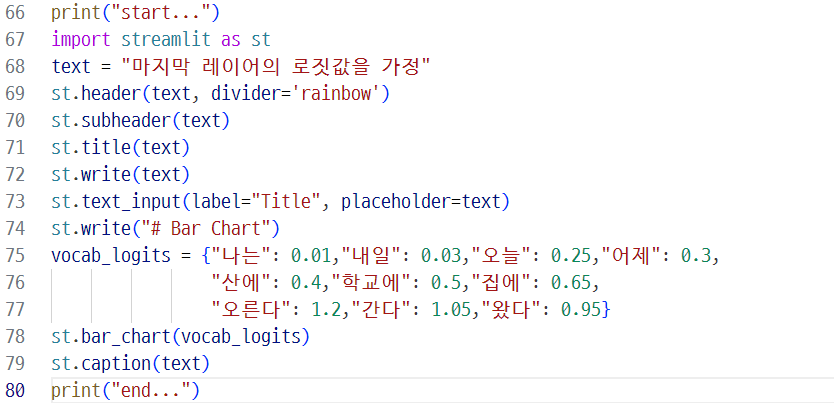 66 print("start...")
67 import streamlit as st
68 text = "마지막 레이어의 로짓값을 가정"
69 st.header(text, divider='rainbow')
70 st.subheader(text)
71 st.title(text)
72 st.write(text)
73 st.text_input(label="Title", placeholder=text)
74 st.write("# Bar Chart")
75 vocab_logits = {"나는": 0.01,"내일": 0.03,"오늘": 0.25,"어제": 0.3,
76 "산에": 0.4,"학교에": 0.5,"집에": 0.65,
77 "오른다": 1.2,"간다": 1.05,"왔다": 0.95}
78 st.bar_chart(vocab_logits)
79 st.caption(text)
80 print("end...")